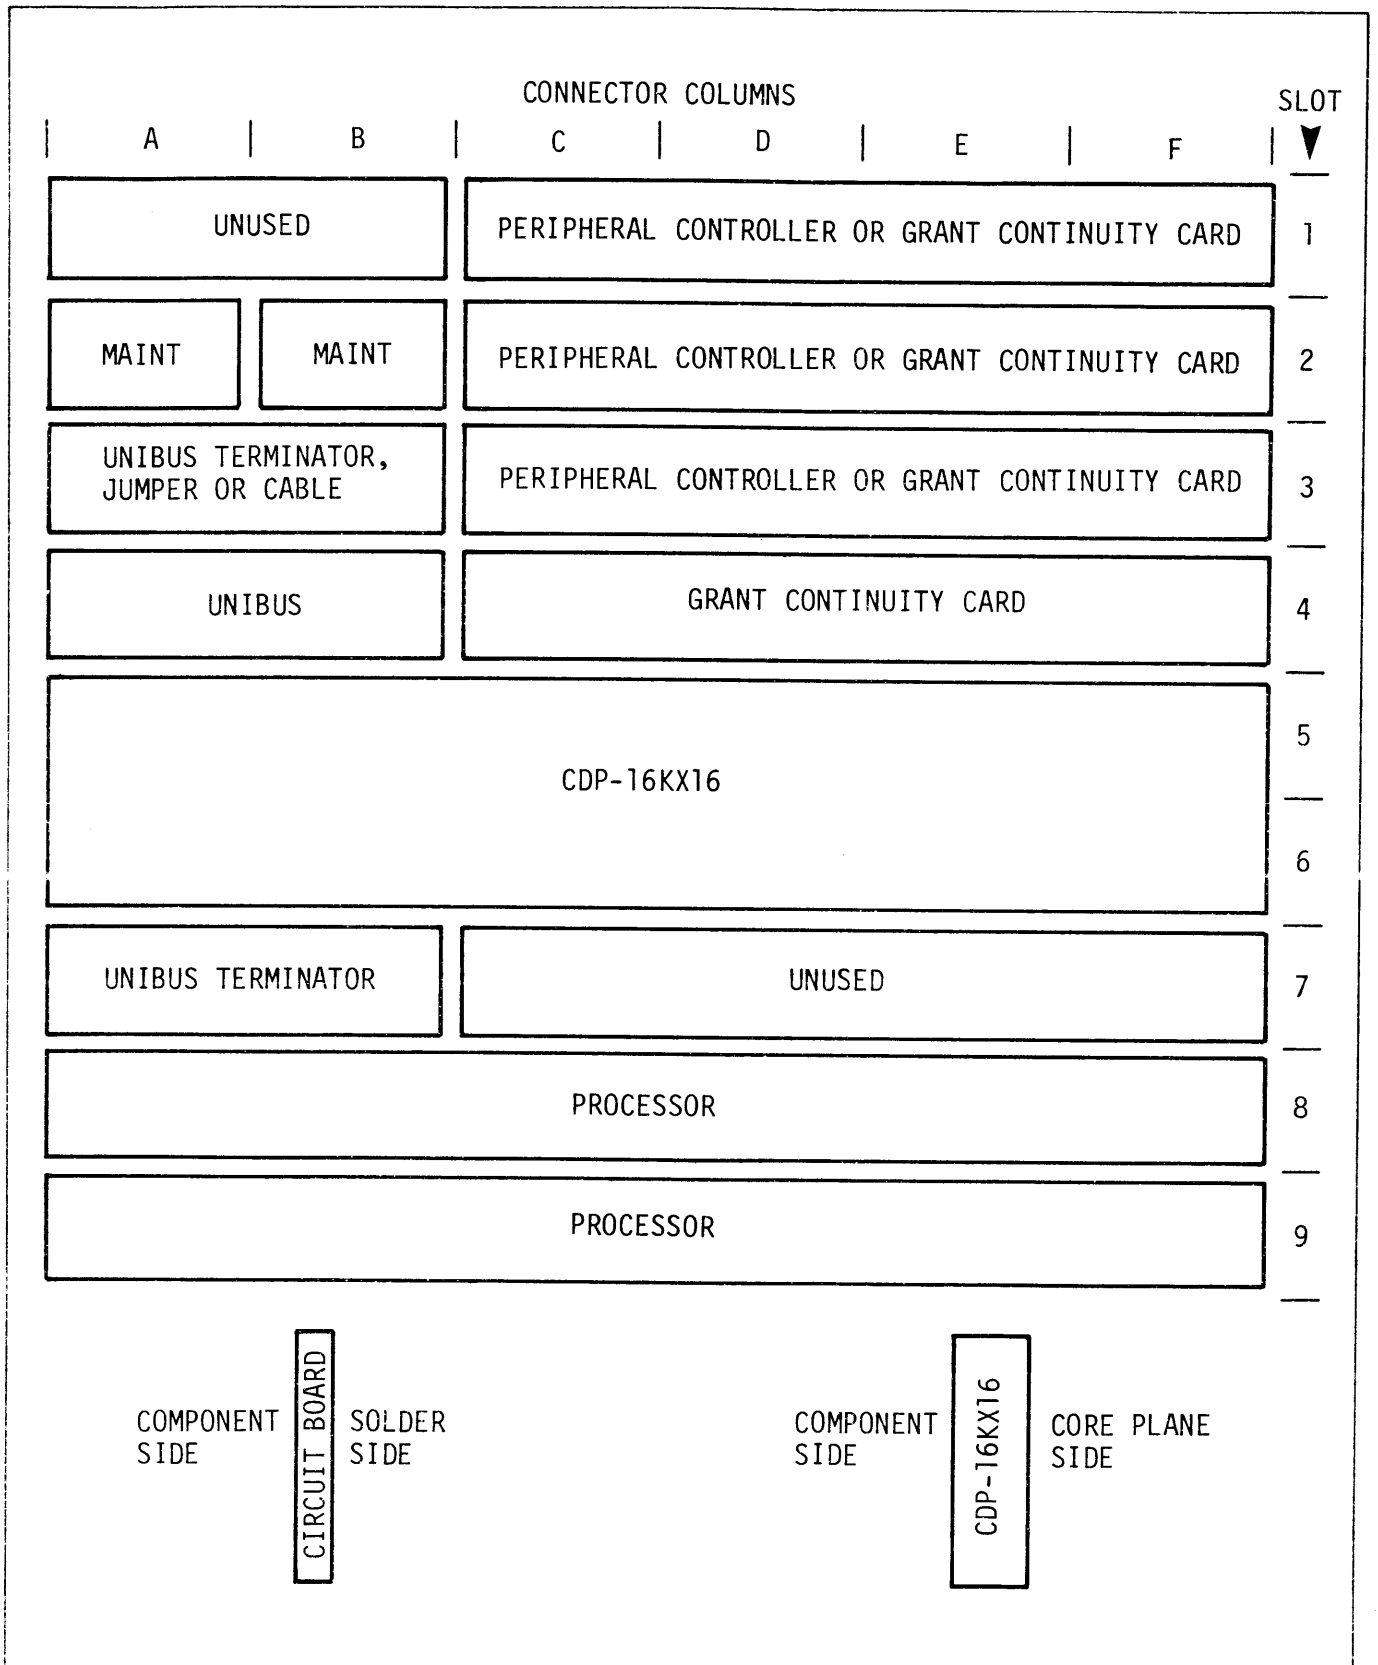 CONNECTOR COLUMNS
SLOT
A B C D E F
UNUSED PERIPHERAL CONTROLLER OR GRANT CONTINUITY CARD 1
MAINT MAINT PERIPHERAL CONTROLLER OR GRANT CONTINUITY CARD 2
UNIBUS TERMINATOR,
JUMPER OR CABLE
PERIPHERAL CONTROLLER OR GRANT CONTINUITY CARD 3
UNIBUS GRANT CONTINUITY CARD 4
5
CDP-16KX16
6
UNIBUS TERMINATOR UNUSED 7
PROCESSOR 8
PROCESSOR 9
COMPONENT
SIDE
CIRCUIT BOARD
SOLDER
SIDE
COMPONENT
SIDE
CDP-16KX16
CORE PLANE
SIDE